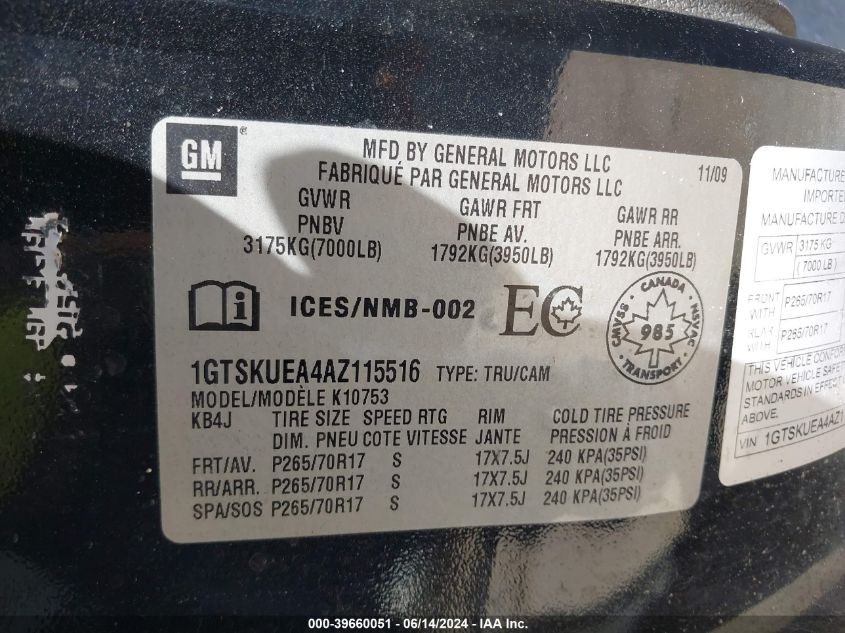 GM ®
MFD BY GENERAL MOTORS LLC
FABRIQUÉ PAR GENERAL MOTORS LLC
11/09
GVWR GAWR FRT GAWR RR
PNBV PNBE AV. PNBE ARR.
3175KG(7000LB) 1792KG(3950LB) 1792KG(3950LB)
i ICES/NMB-002 EC
CANADA
CMVSS 985 NSVAC
TRANSPORT
1GTSKUEA4AZ115516 TYPE: TRU/CAM
MODEL/MODÈLE K10753
KB4J TIRE SIZE SPEED RTG RIM COLD TIRE PRESSURE
DIM. PNEU COTE VITESSE JANTE PRESSION À FROID
FRT/AV. P265/70R17 S 17X7.5J 240 KPA(35PSI)
RR/ARR. P265/70R17 S 17X7.5J 240 KPA(35PSI)
SPA/SOS P265/70R17 S 17X7.5J 240 KPA(35PSI)
MANUFACTURE
IMPORTE
MANUFACTURE D
GVWR 3175 KG
(7000 LB)
FRONT WITH P265/70R17
REAR WITH P265/70R17
THIS VEHICLE CONFOR
MOTOR VEHICLE SAFET
STANDARDS IN EFFECT
ABOVE.
VIN 1GTSKUEA4AZ1
000-39660051 - 06/14/2024 - IAA Inc.